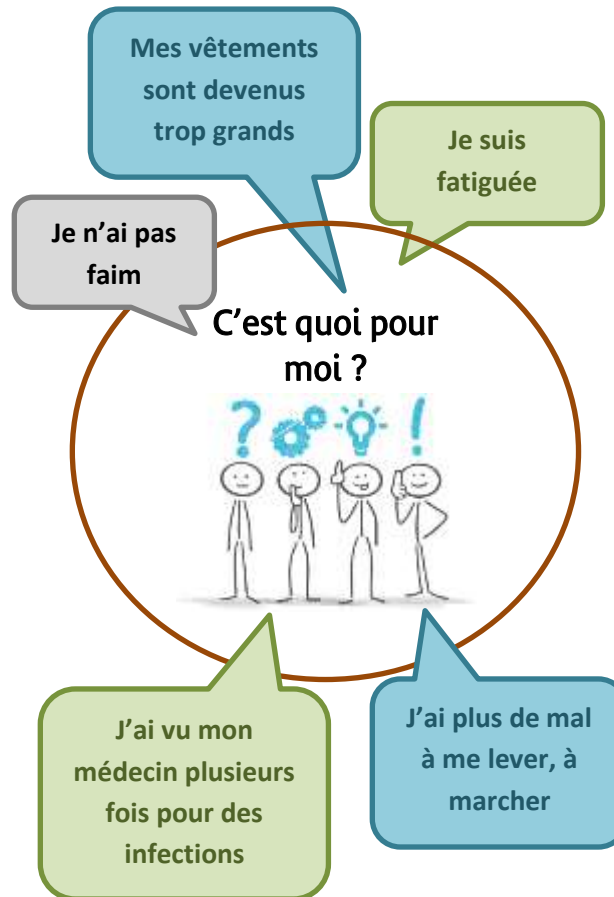 Mes vêtements
sont devenus
trop grands
Je suis
fatiguée
Je n'ai pas
faim
C'est quoi pour
moi ?
? !
J'ai vu mon
médecin plusieurs
fois pour des
infections
J'ai plus de mal
à me lever, à
marcher